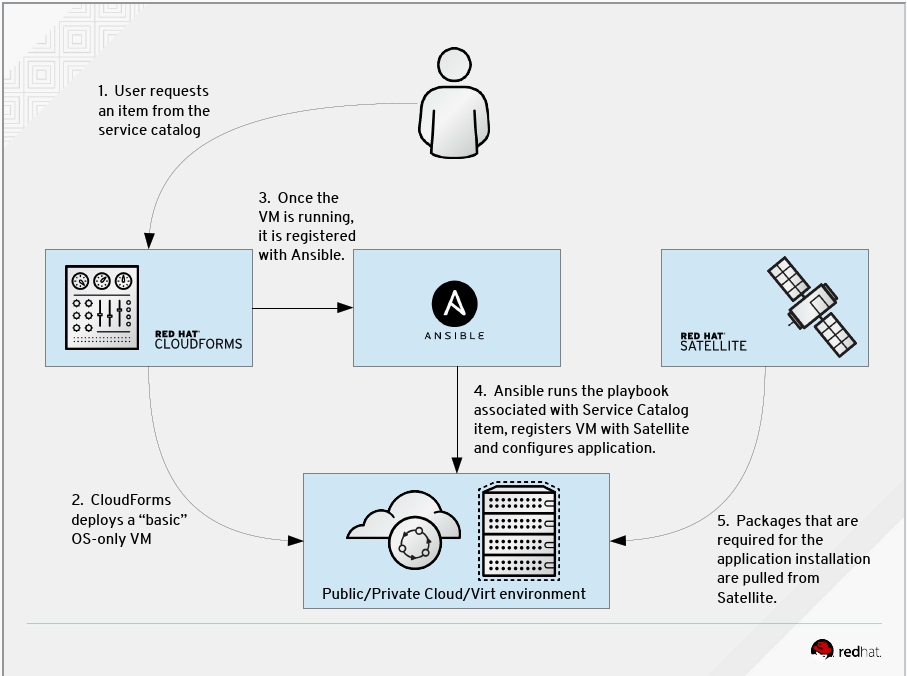 1. User requests
an item from the
service catalog
3. Once the
VM is running,
it is registered
with Ansible.
RED HAT®
CLOUDFORMS
A
ANSIBLE
RED HAT®
SATELLITE
4. Ansible runs the playbook
associated with Service Catalog
item, registers VM with Satellite
and configures application.
2. CloudForms
deploys a “basic”
OS-only VM
Public/Private Cloud/Virt environment
5. Packages that are
required for the
application installation
are pulled from
Satellite.
redhat.